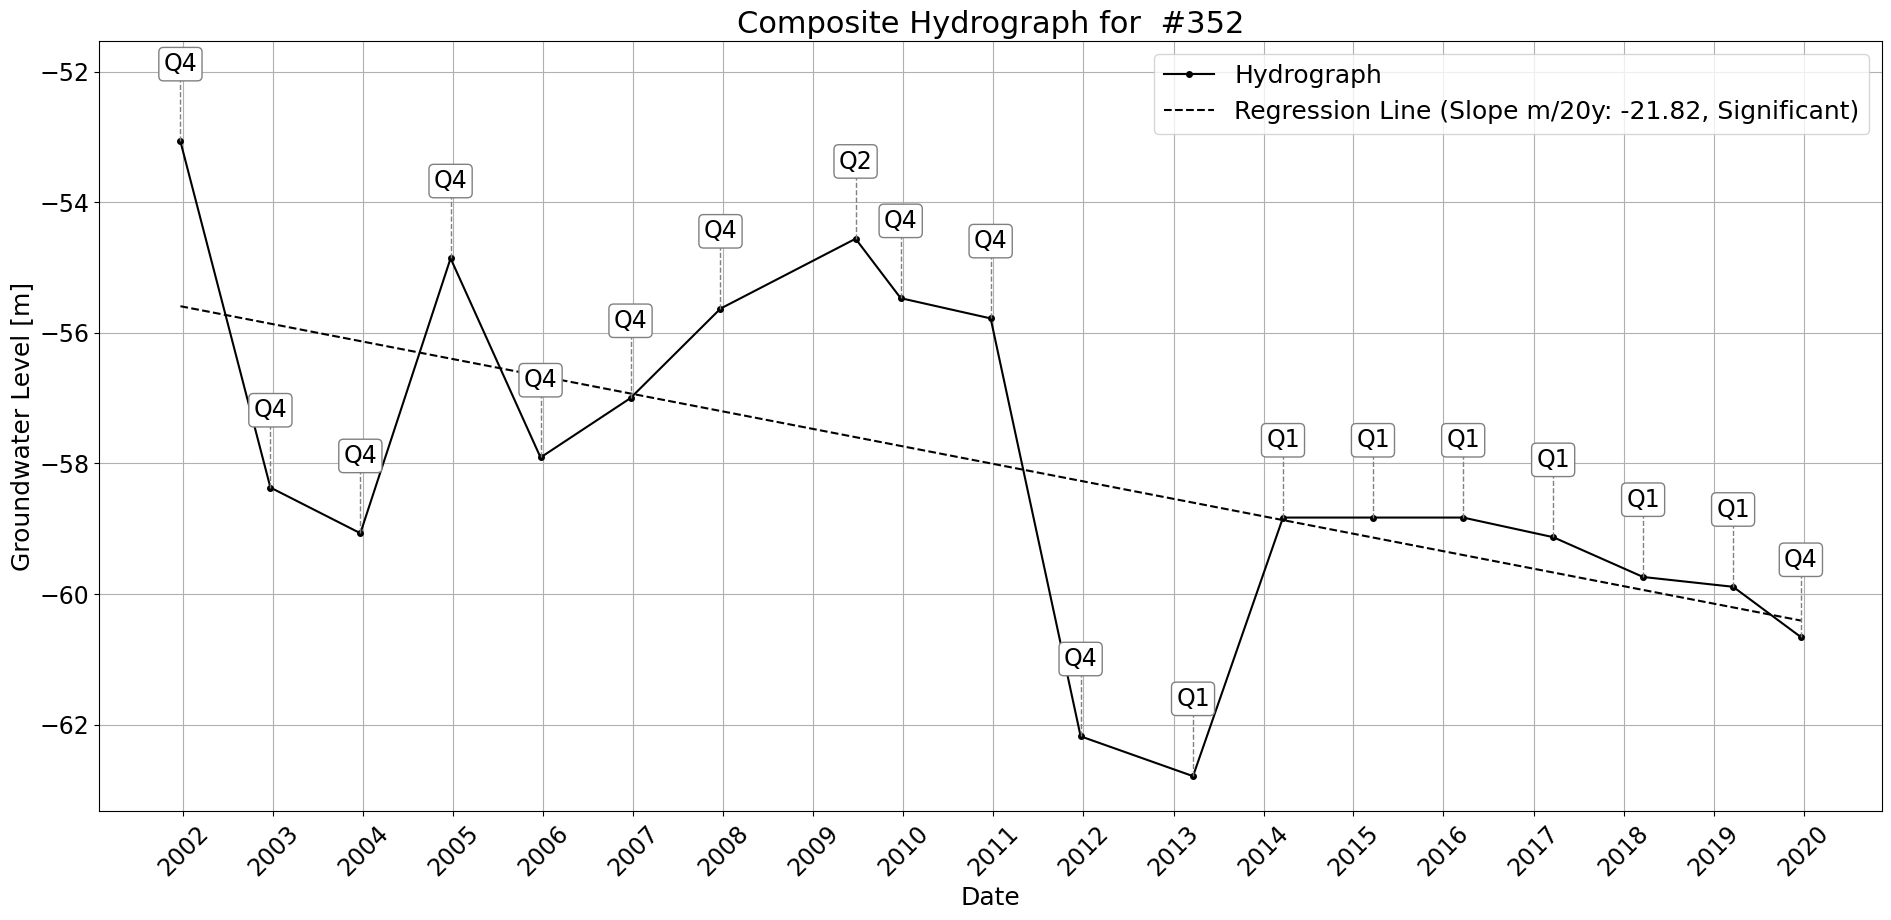 Composite Hydrograph for  #352
Hydrograph
Regression Line (Slope m/20y: -21.82, Significant)
Groundwater Level [m]
−52
−54
−56
−58
−60
−62
Q4
Q4
Q4
Q4
Q4
Q4
Q4
Q2
Q4
Q4
Q4
Q1
Q1
Q1
Q1
Q1
Q1
Q1
Q4
2002
2003
2004
2005
2006
2007
2008
2009
2010
2011
2012
2013
2014
2015
2016
2017
2018
2019
2020
Date